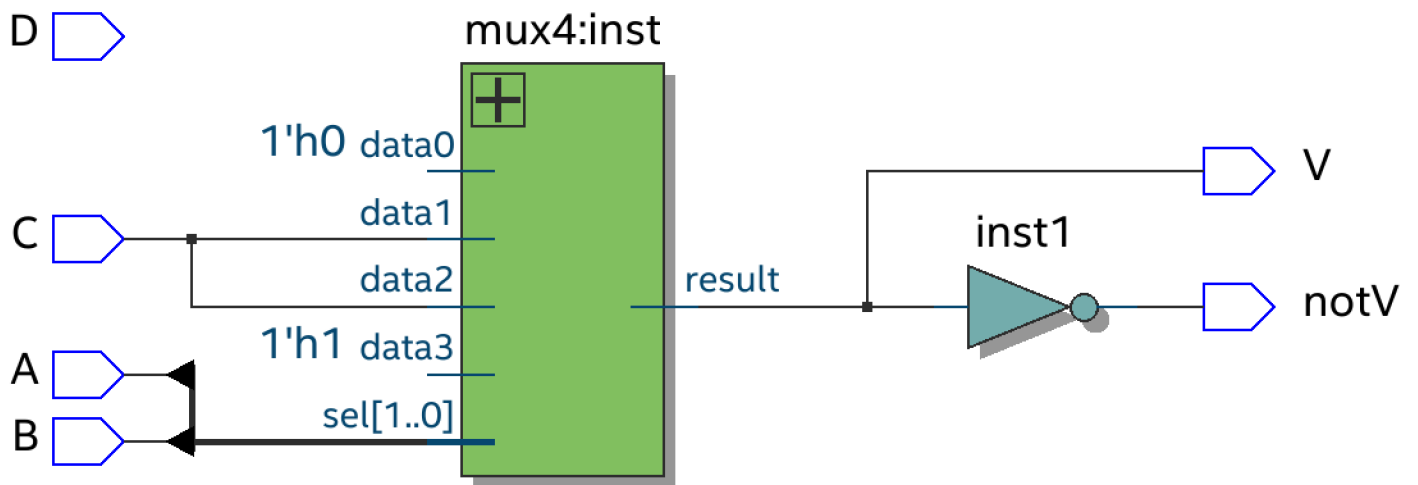 D
mux4:inst
1'h0 data0
V
C
data1
inst1
data2
result
notV
1'h1 data3
A
sel[1..0]
B